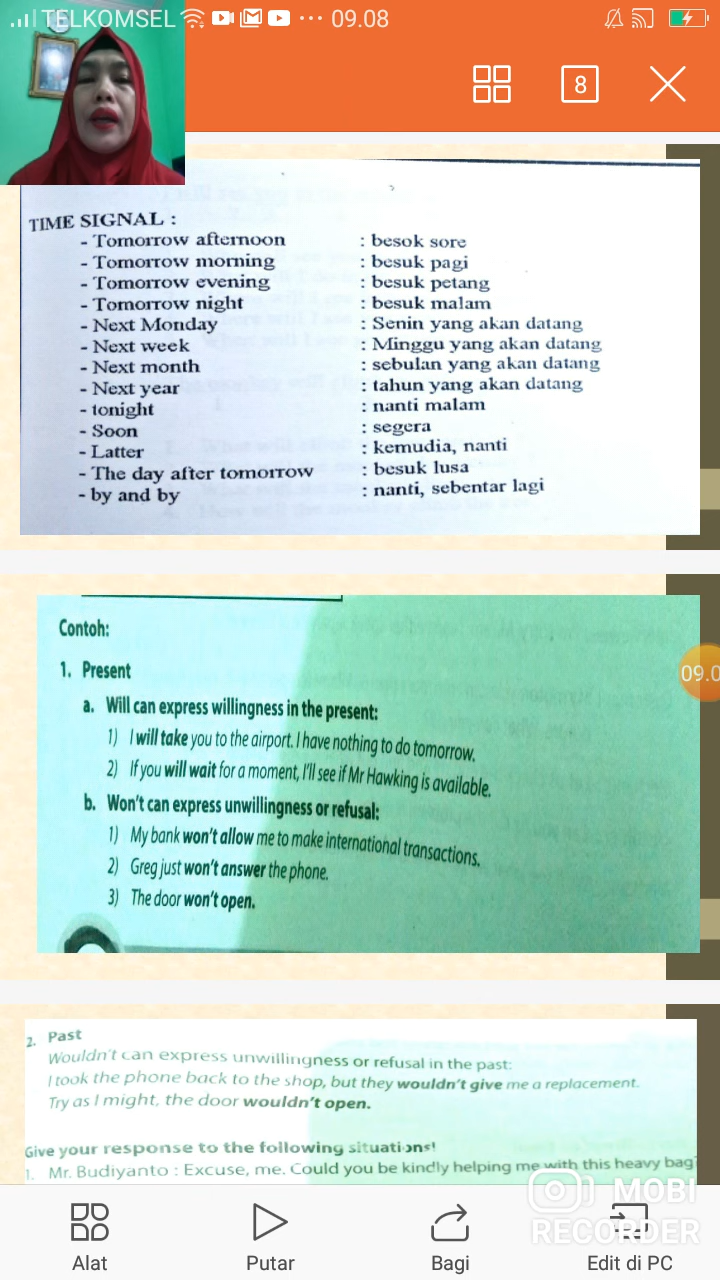 TELKOMSEL ... 09.08
8
TIME SIGNAL :
- Tomorrow afternoon : besok sore
- Tomorrow morning : besuk pagi
- Tomorrow evening : besuk petang
- Tomorrow night : besuk malam
- Next Monday : Senin yang akan datang
- Next week : Minggu yang akan datang
- Next month : sebulan yang akan datang
- Next year : tahun yang akan datang
- tonight : nanti malam
- Soon : segera
- Latter : kemudia, nanti
- The day after tomorrow : besuk lusa
- by and by : nanti, sebentar lagi
Contoh:
1. Present
a. Will can express willingness in the present:
1) I will take you to the airport. I have nothing to do tomorrow.
2) If you will wait for a moment, I'll see if Mr Hawking is available.
b. Won't can express unwillingness or refusal:
1) My bank won't allow me to make international transactions.
2) Greg just won't answer the phone.
3) The door won't open.
09.0
2. Past
Wouldn't can express unwillingness or refusal in the past:
I took the phone back to the shop, but they wouldn't give me a replacement.
Try as I might, the door wouldn't open.
Give your response to the following situations!
1. Mr. Budiyanto : Excuse, me. Could you be kindly helping me with this heavy bag?
MOBI
RECORDER
Alat
Putar
Bagi
Edit di PC